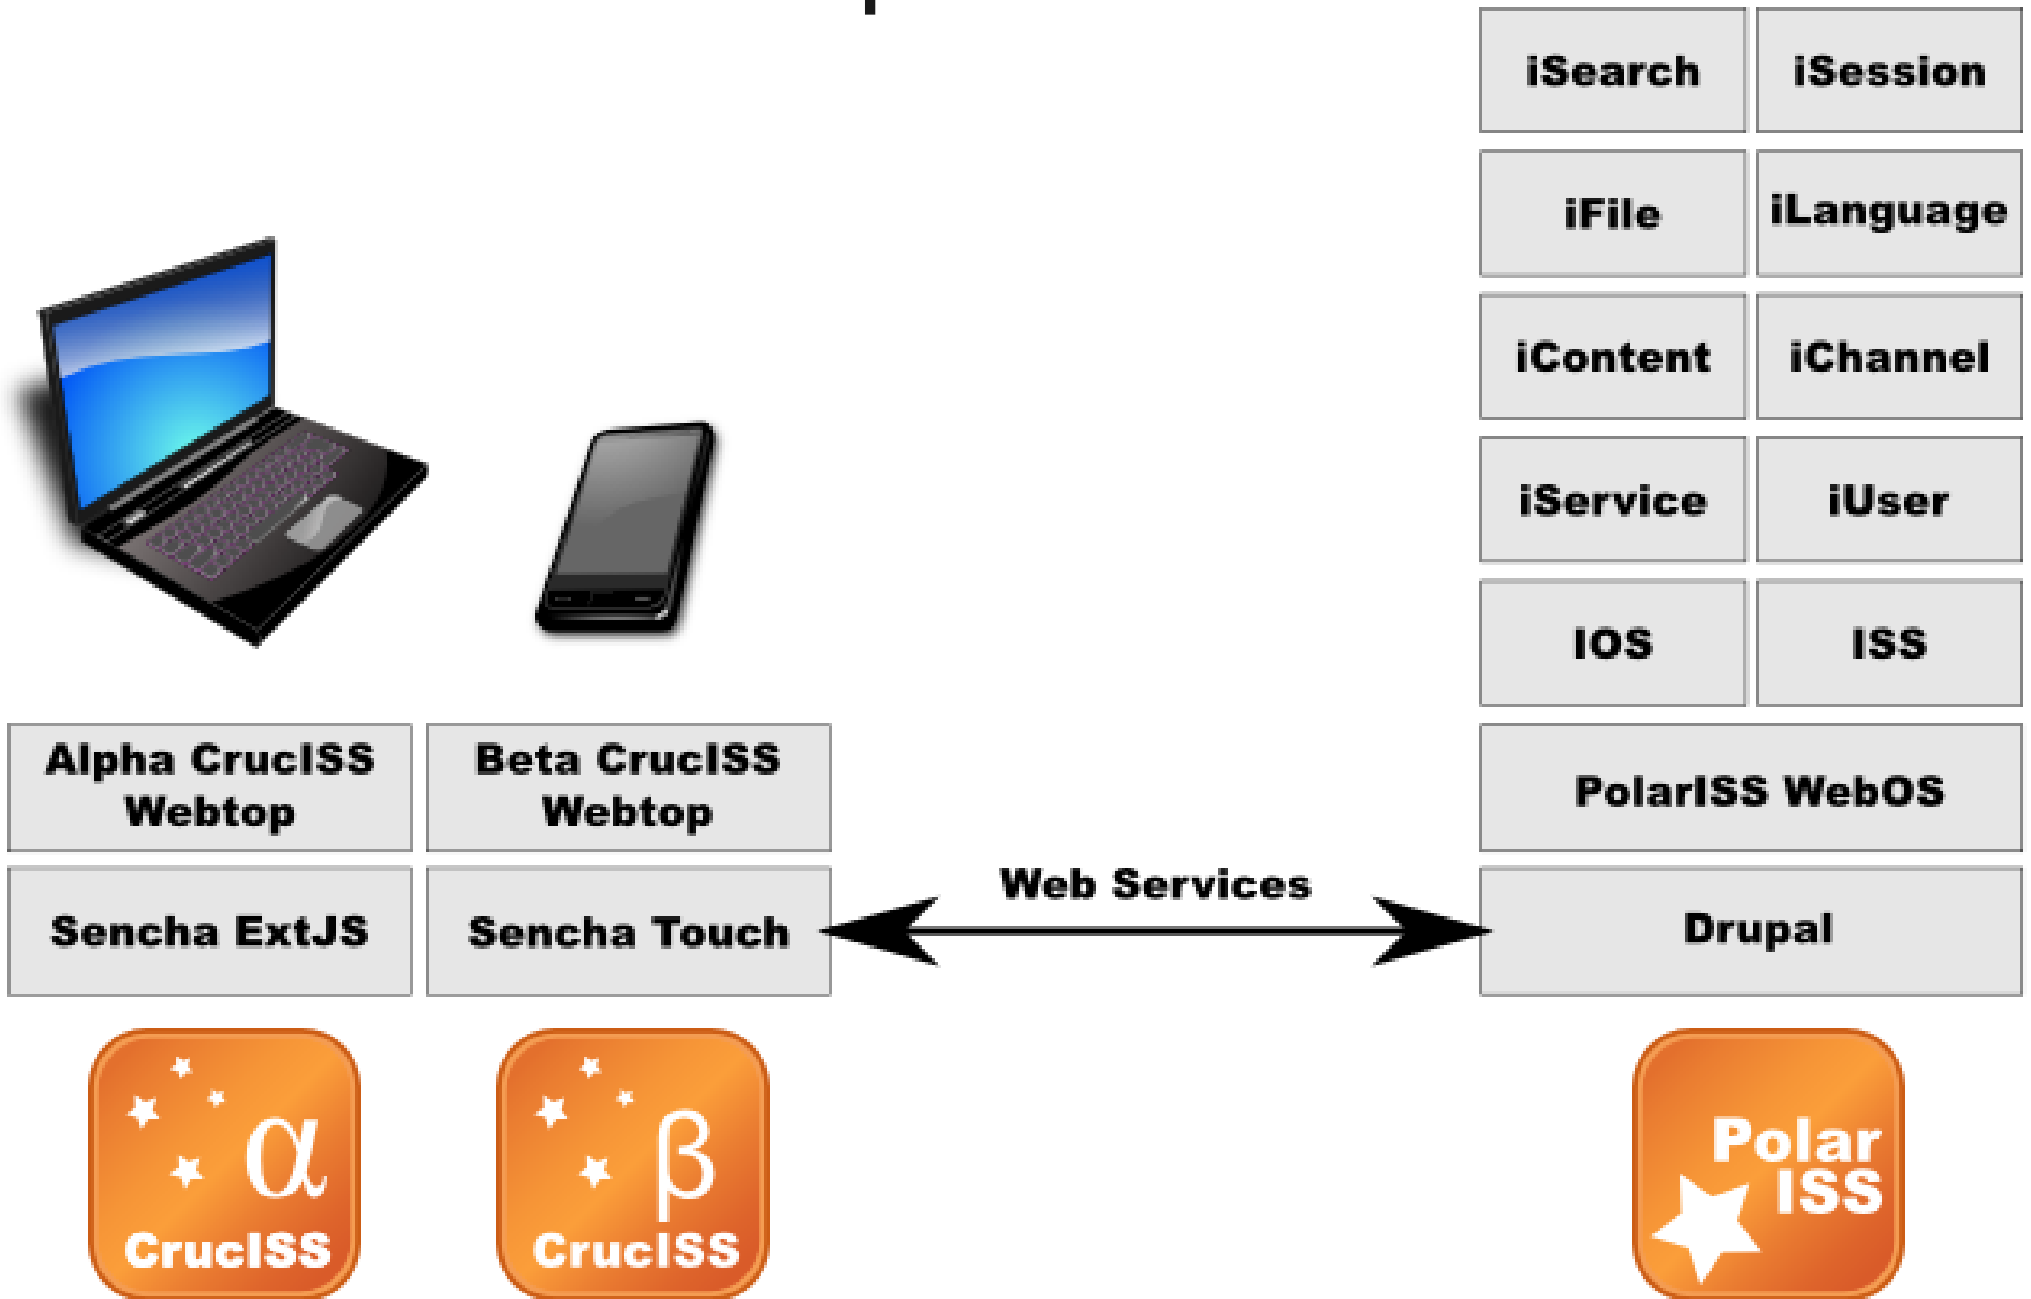 iSearch
iSession
iFile
iLanguage
iContent
iChannel
iService
iUser
IOS
ISS
Alpha CrucISS
Webtop
Beta CrucISS
Webtop
PolarISS WebOS
Sencha ExtJS
Sencha Touch
Web Services
Drupal
α
CrucISS
β
CrucISS
Polar
ISS